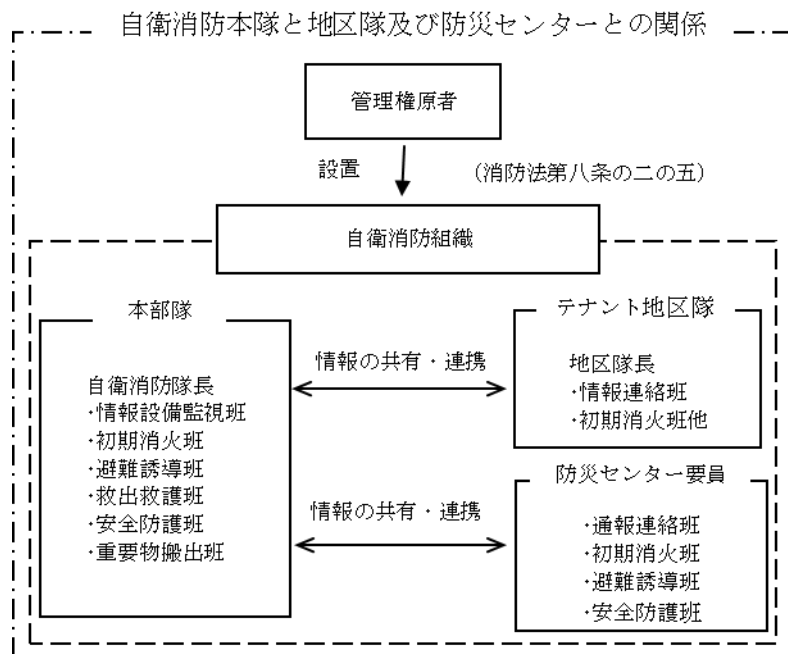 自衛消防本隊と地区隊及び防災センターとの関係
管理権原者
設置
(消防法第八条の二の五)
自衛消防組織
本部隊
自衛消防隊長
・情報設備監視班
・初期消火班
・避難誘導班
・救出救護班
・安全防護班
・重要物搬出班
情報の共有・連携
テナント地区隊
地区隊長
・情報連絡班
・初期消火班他
情報の共有・連携
防災センター要員
・通報連絡班
・初期消火班
・避難誘導班
・安全防護班